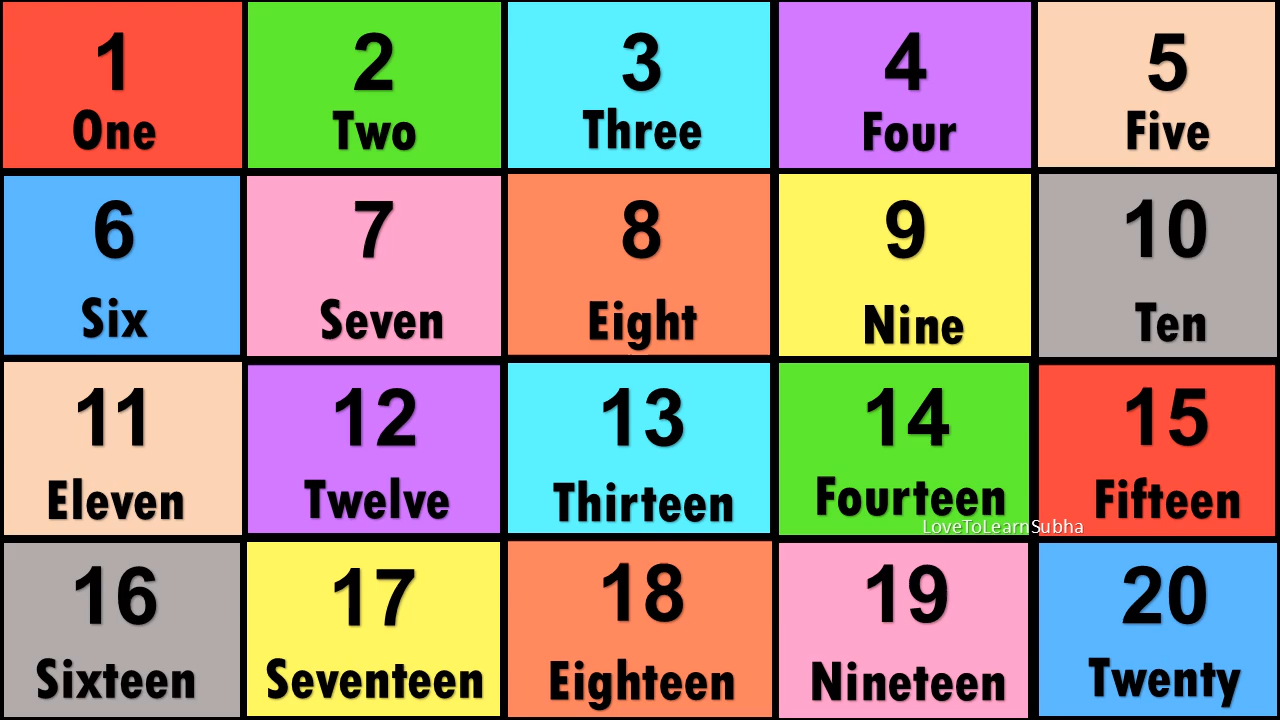 1
One
2
Two
3
Three
4
Four
5
Five
6
Six
7
Seven
8
Eight
9
Nine
10
Ten
11
Eleven
12
Twelve
13
Thirteen
14
Fourteen
15
Fifteen
LoveToLearnSubha
16
Sixteen
17
Seventeen
18
Eighteen
19
Nineteen
20
Twenty